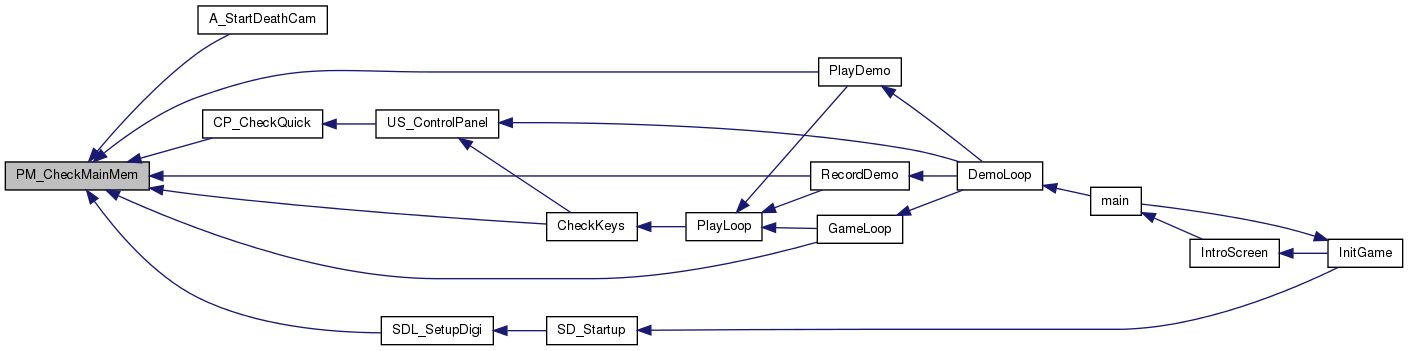 A_StartDeathCam
PlayDemo
CP_CheckQuick
US_ControlPanel
PM_CheckMainMem
RecordDemo
DemoLoop
main
CheckKeys
PlayLoop
GameLoop
IntroScreen
InitGame
SDL_SetupDigi
SD_Startup